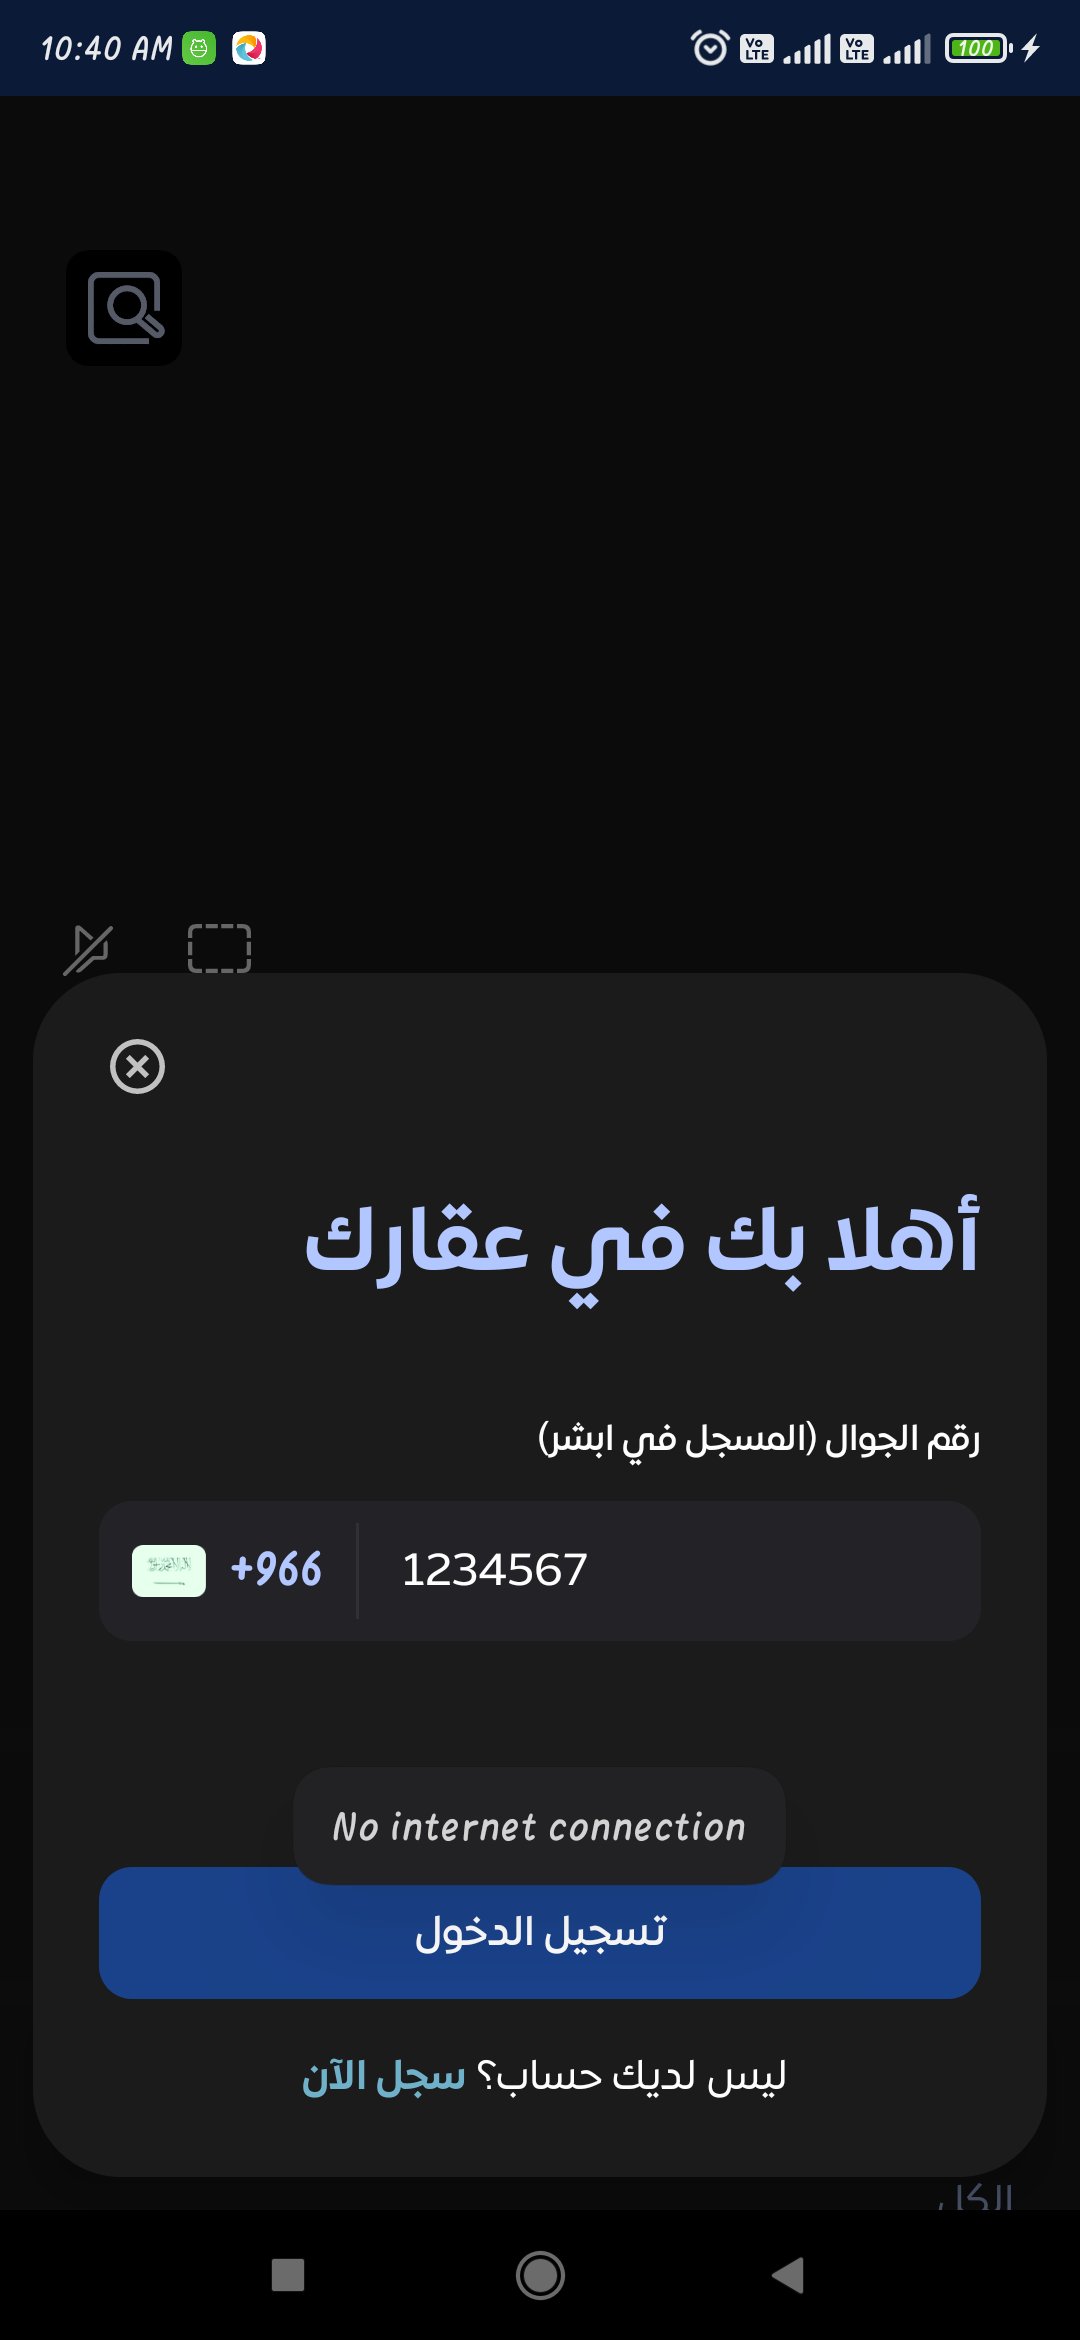 10:40 AM
Vo LTE
Vo LTE
100
أهلا بك في عقارك
رقم الجوال (المسجل في ابشر)
+966
1234567
No internet connection
تسجيل الدخول
ليس لديك حساب؟ سجل الآن
الكل